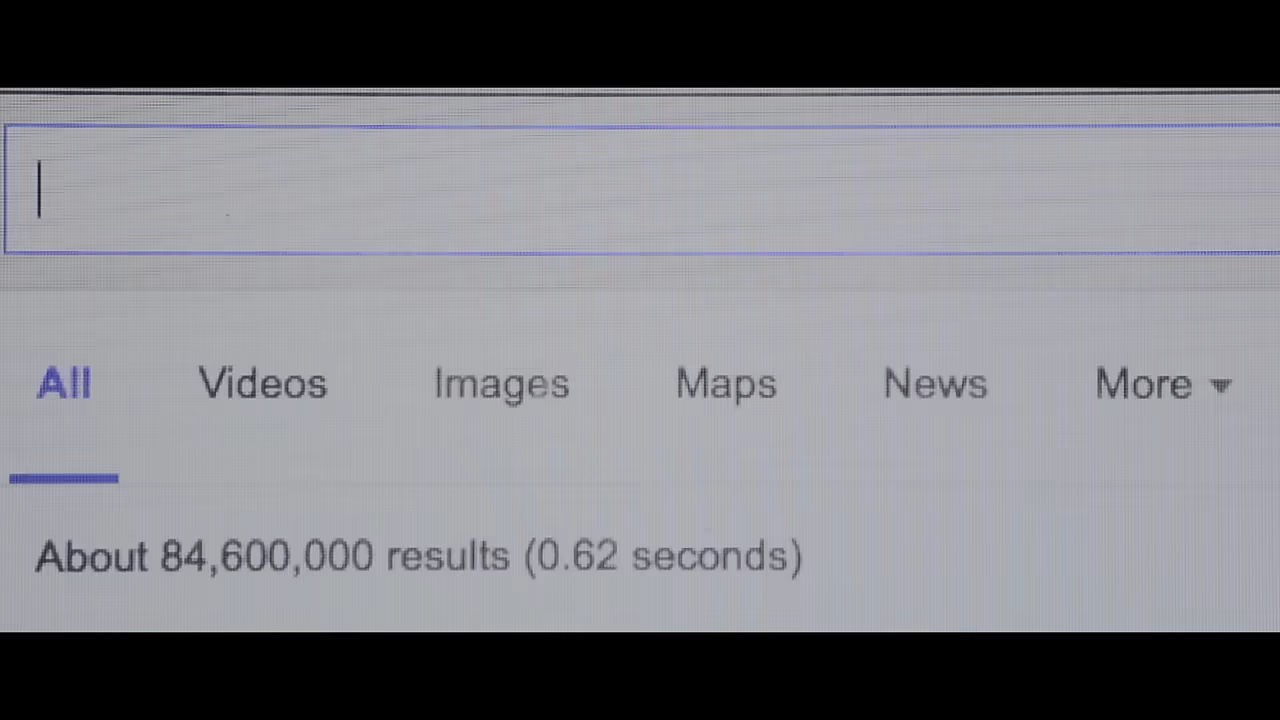 All Videos Images Maps News More
About 84,600,000 results (0.62 seconds)